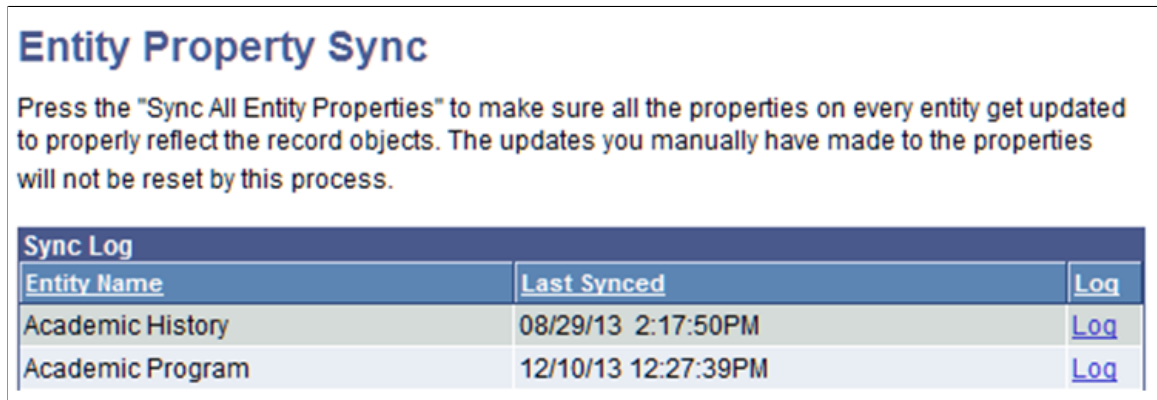 Entity Property Sync
Press the "Sync All Entity Properties" to make sure all the properties on every entity get updated
to properly reflect the record objects. The updates you manually have made to the properties
will not be reset by this process.
Sync Log
Entity Name Last Synced Log
Academic History 08/29/13 2:17:50PM Log
Academic Program 12/10/13 12:27:39PM Log